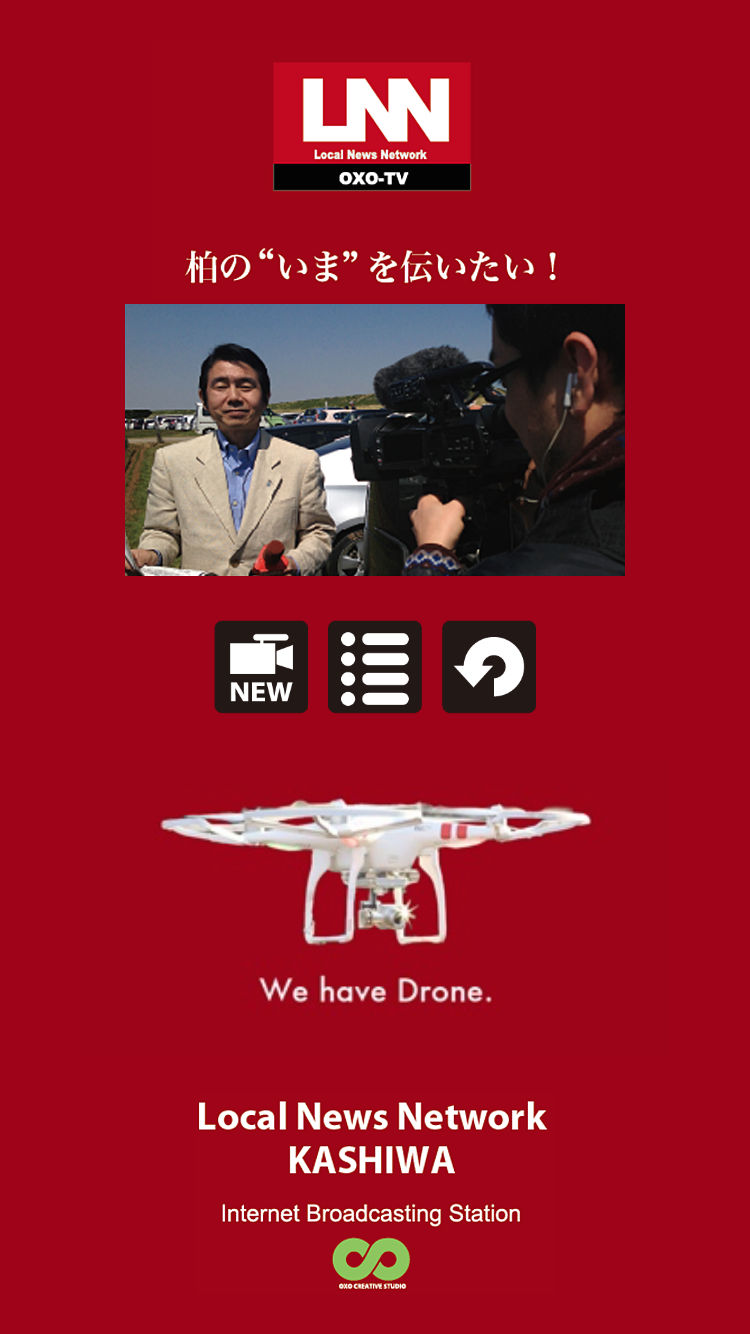 LNN
Local News Network
OXO-TV
柏の“いま”を伝いたい！
NEW
We have Drone.
Local News Network
KASHIWA
Internet Broadcasting Station
OXO CREATIVE STUDIO